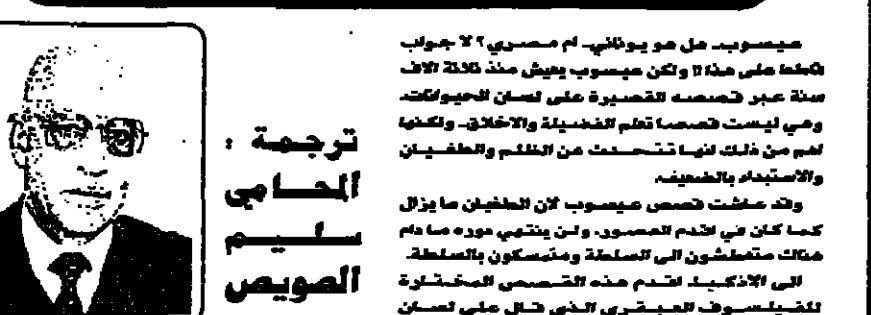 عيسوب.. هل هو يوناني.. ام مصري ؟ لا جواب
قاطعا على هذا !! ولكن عيسوب يعيش منذ ثلاثة الاف
سنة عبر قصصه القصيرة على لسان الحيوانات..
وهي ليست قصصا تعلم الفضيلة والاخلاق.. ولكنها
اهم من ذلك انها تتحدث عن الظلم والطغيان
والاستبداد بالضعيف.
وقد عاشت قصص عيسوب لان الطغيان ما يزال
كما كان في اقدم العصور.. ولن ينتهي دوره ما دام
هناك متعطشون الى السلطة ومتمسكون بالسلطة.
الى الاذكياء اقدم هذه القصص المختارة
للفيلسوف العبقري الذي قال على لسان
ترجمة :
المحامي
سليم
الصويص